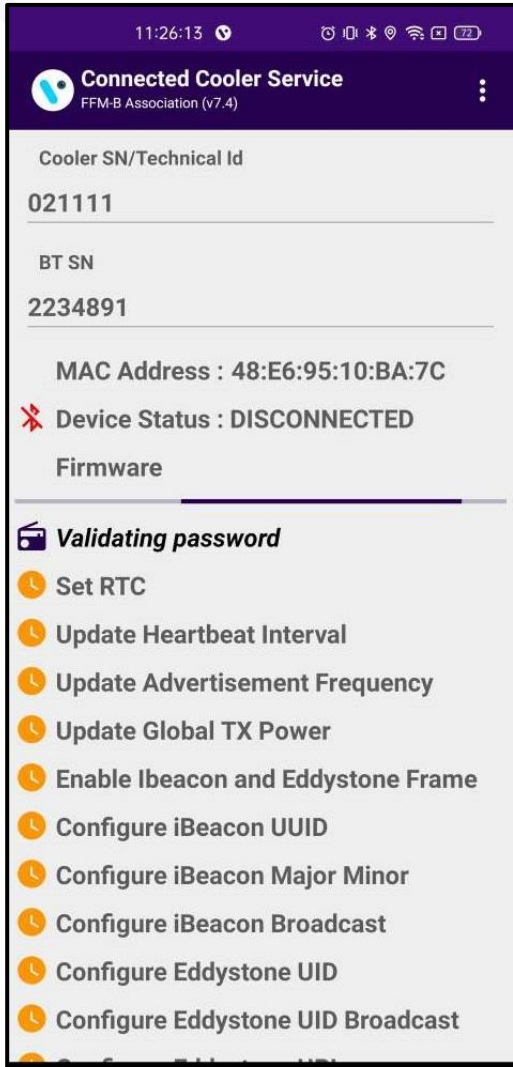 11:26:13
72
Connected Cooler Service
FFM-B Association (v7.4)
Cooler SN/Technical Id
021111
BT SN
2234891
MAC Address : 48:E6:95:10:BA:7C
Device Status : DISCONNECTED
Firmware
Validating password
Set RTC
Update Heartbeat Interval
Update Advertisement Frequency
Update Global TX Power
Enable Ibeacon and Eddystone Frame
Configure iBeacon UUID
Configure iBeacon Major Minor
Configure iBeacon Broadcast
Configure Eddystone UID
Configure Eddystone UID Broadcast